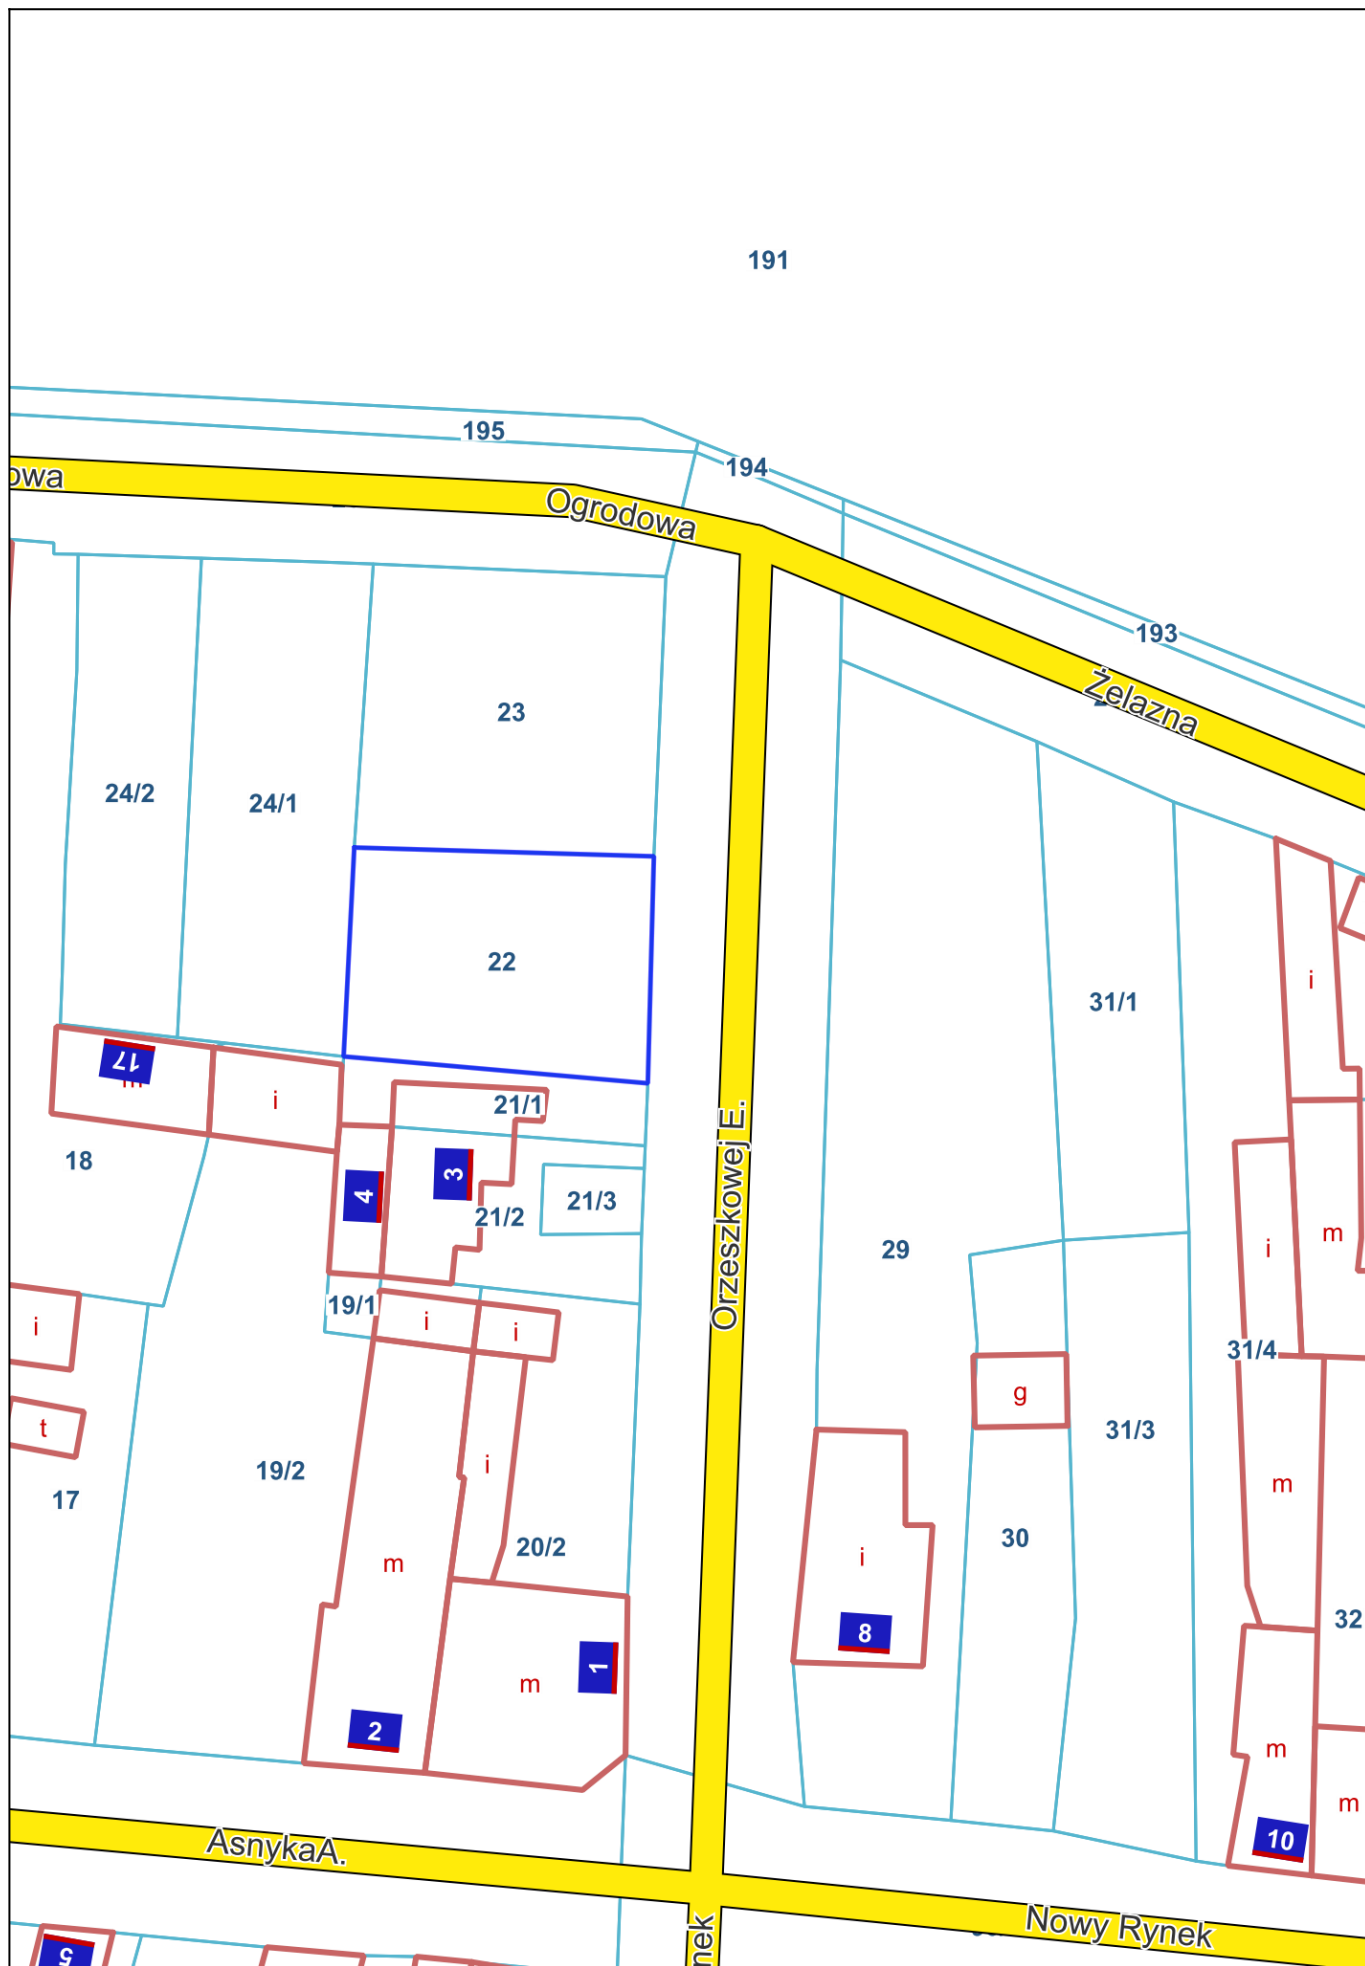 191
195
194
owa
Ogrodowa
193
Żelazna
23
24/2
24/1
22
31/1
i
17
m
i
21/1
18
3
4
21/2
21/3
Orzeszkowej E.
29
i
m
19/1
i
i
i
31/4
g
t
31/3
17
19/2
i
m
20/2
m
i
30
8
32
1
m
2
m
m
10
AsnykaA.
nek
Nowy Rynek
5